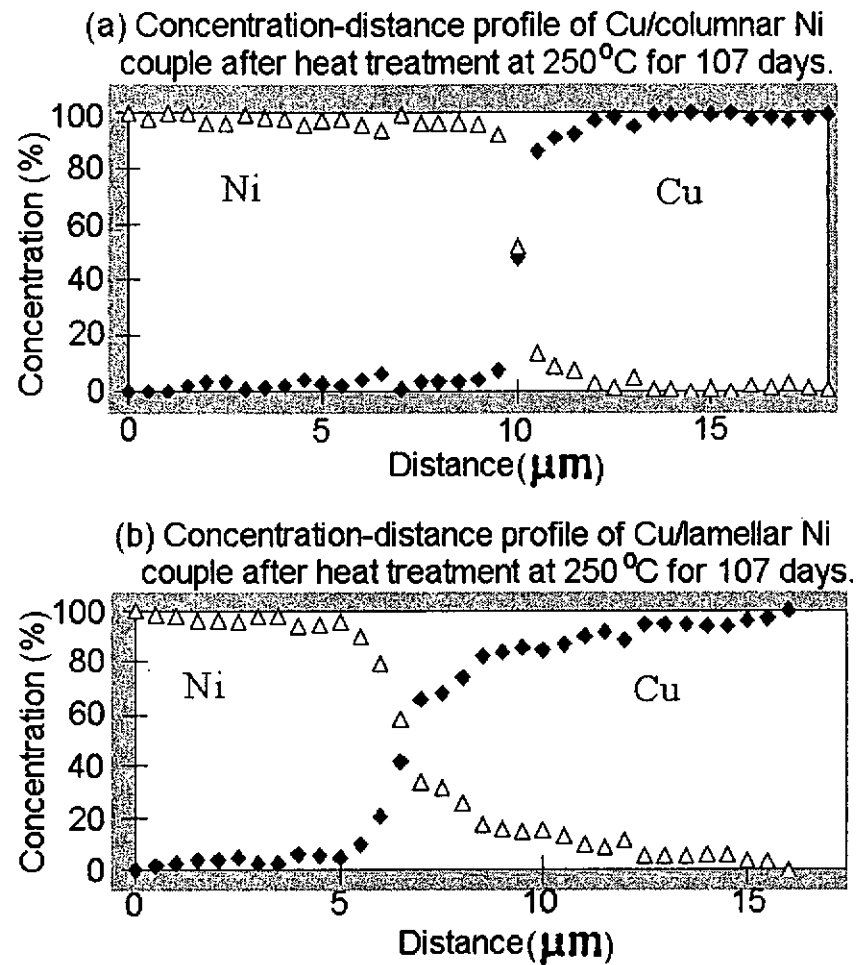 (a) Concentration-distance profile of Cu/columnar Ni
couple after heat treatment at 250°C for 107 days.
Concentration (%)
100
80
60
40
20
0
Ni
Cu
0
5
10
15
Distance(μm)
(b) Concentration-distance profile of Cu/lamellar Ni
couple after heat treatment at 250 °C for 107 days.
Concentration (%)
100
80
60
40
20
0
Ni
Cu
0
5
10
15
Distance(μm)